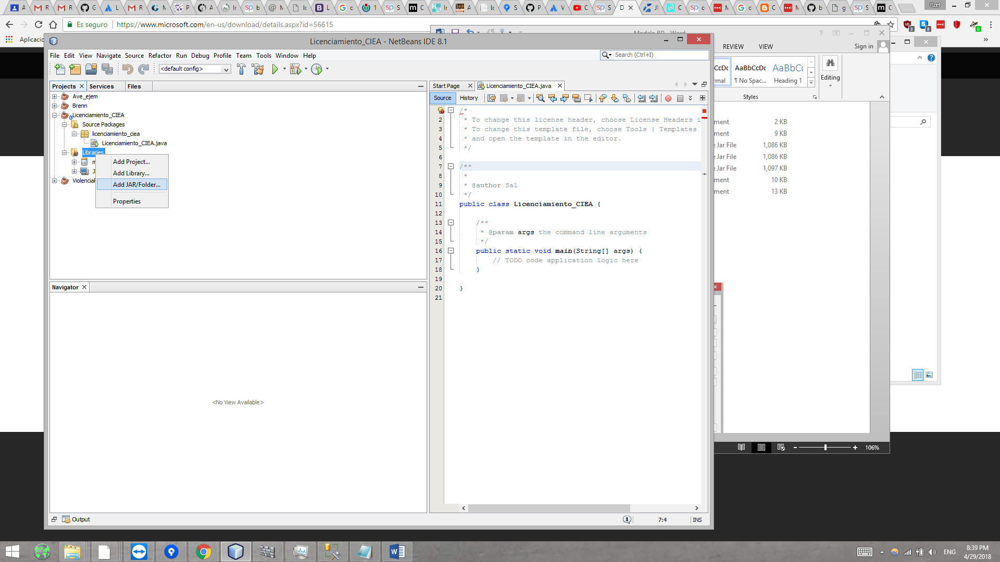 Itzel
Es seguro
https://www.microsoft.com/en-us/download/details.aspx?id=56615
Aplicacio
Modelo BD - Word
Licenciamiento_CIEA - NetBeans IDE 8.1
File Edit View Navigate Source Refactor Run Debug Profile Team Tools Window Help
Search (Ctrl+I)
<default config>
REVIEW VIEW
Sign in
AaBbCcDc AaBbC
rmal ¶ No Spac... Heading 1
Editing
Styles
Projects Services Files
Ave_ejem
Brenn
Licenciamiento_CIEA
Source Packages
licenciamiento_ciea
Licenciamiento_CIEA.java
Libraries
Add Project...
Add Library...
Add JAR/Folder...
Properties
Start Page Licenciamiento_CIEA.java
Source History
/*
2 * To change this license header, choose License Headers i
3 * To change this template file, choose Tools | Templates
4 * and open the template in the editor.
5 */
6
7 /**
8 *
9 * @author Sal
10 */
11 public class Licenciamiento_CIEA {
12
13 /**
14 * @param args the command line arguments
15 */
16 public static void main(String[] args) {
17 // TODO code application logic here
18 }
19
20 }
21
ment 2 KB
ment 9 KB
e Jar File 1,086 KB
e Jar File 1,086 KB
e Jar File 1,097 KB
ment 10 KB
ment 13 KB
Navigator
<No View Available>
Output
7:4 INS
106%
ENG
8:39 PM
4/29/2018